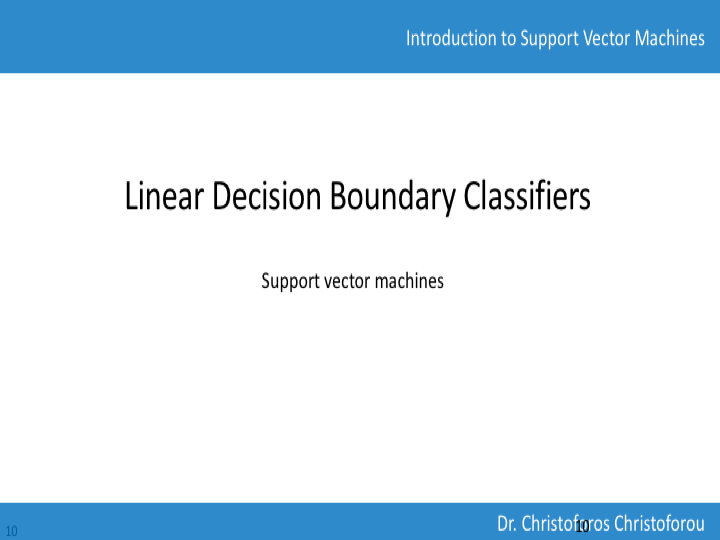 Introduction to Support Vector Machines
Linear Decision Boundary Classifiers
Support vector machines
10
Dr. Christoforos Christoforou
10